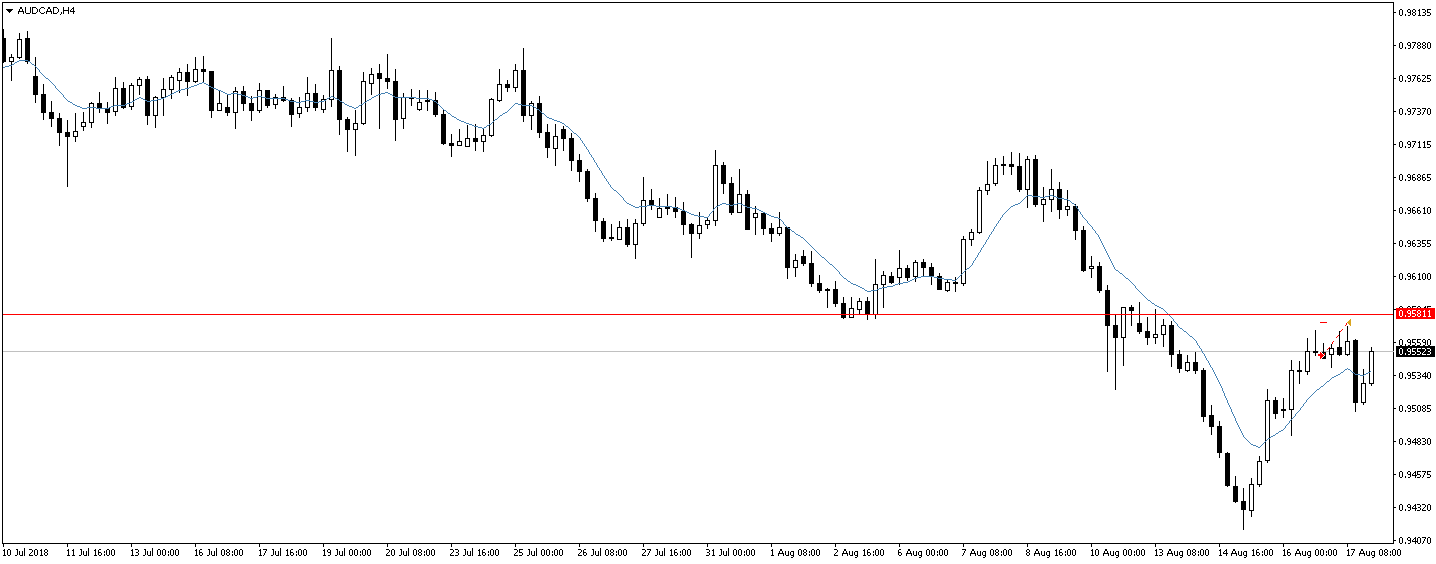 AUDCAD,H4
0.98135
0.97880
0.97625
0.97370
0.97115
0.96865
0.96610
0.96355
0.96100
0.95811
0.95590
0.95523
0.95340
0.95085
0.94830
0.94575
0.94320
0.94070
10 Jul 2018
11 Jul 16:00
13 Jul 00:00
16 Jul 08:00
17 Jul 16:00
19 Jul 00:00
20 Jul 08:00
23 Jul 16:00
25 Jul 00:00
26 Jul 08:00
27 Jul 16:00
31 Jul 00:00
1 Aug 08:00
2 Aug 16:00
6 Aug 00:00
7 Aug 08:00
8 Aug 16:00
10 Aug 00:00
13 Aug 08:00
14 Aug 16:00
16 Aug 00:00
17 Aug 08:00